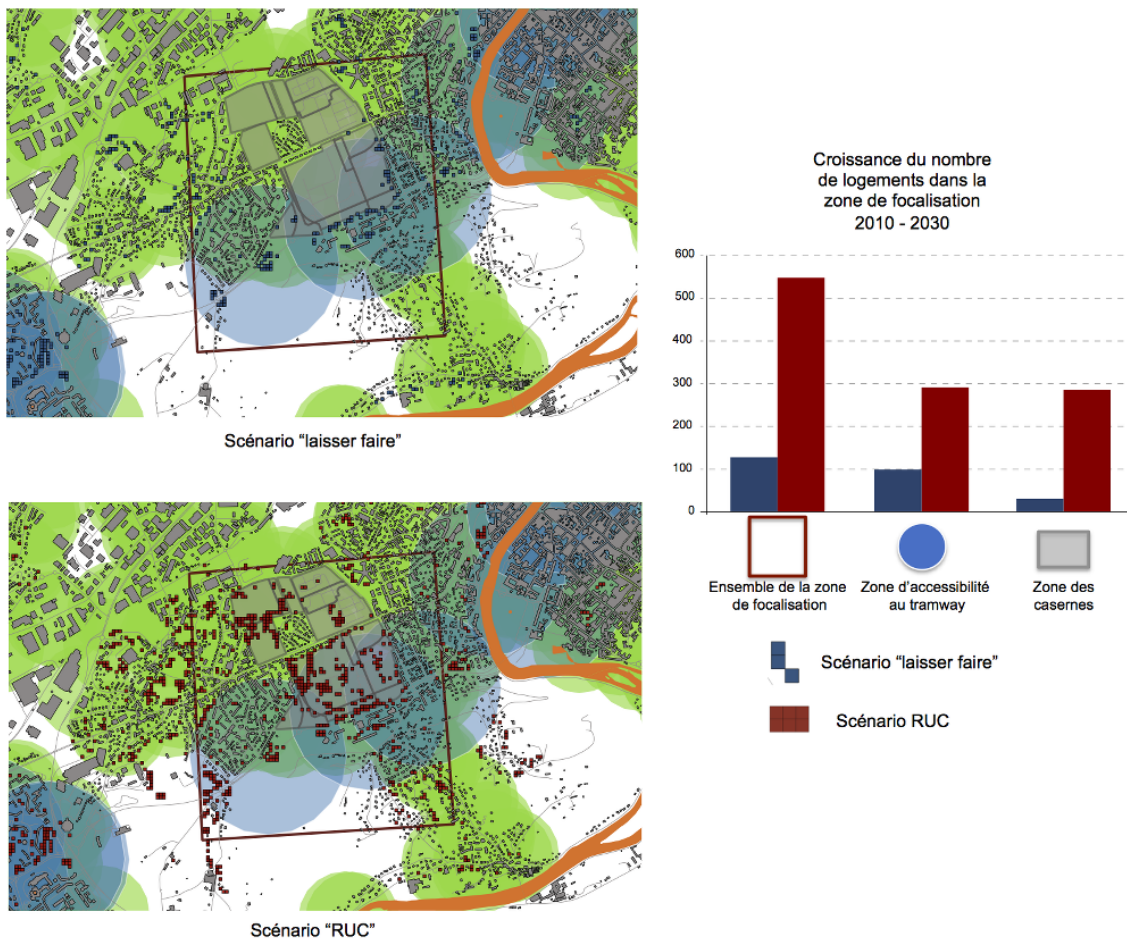 Scénario “laisser faire”
Croissance du nombre
de logements dans la
zone de focalisation
2010 - 2030
600
500
400
300
200
100
0
Ensemble de la zone
de focalisation
Zone d’accessibilité
au tramway
Zone des
casernes
Scénario “laisser faire”
Scénario RUC
Scénario “RUC”